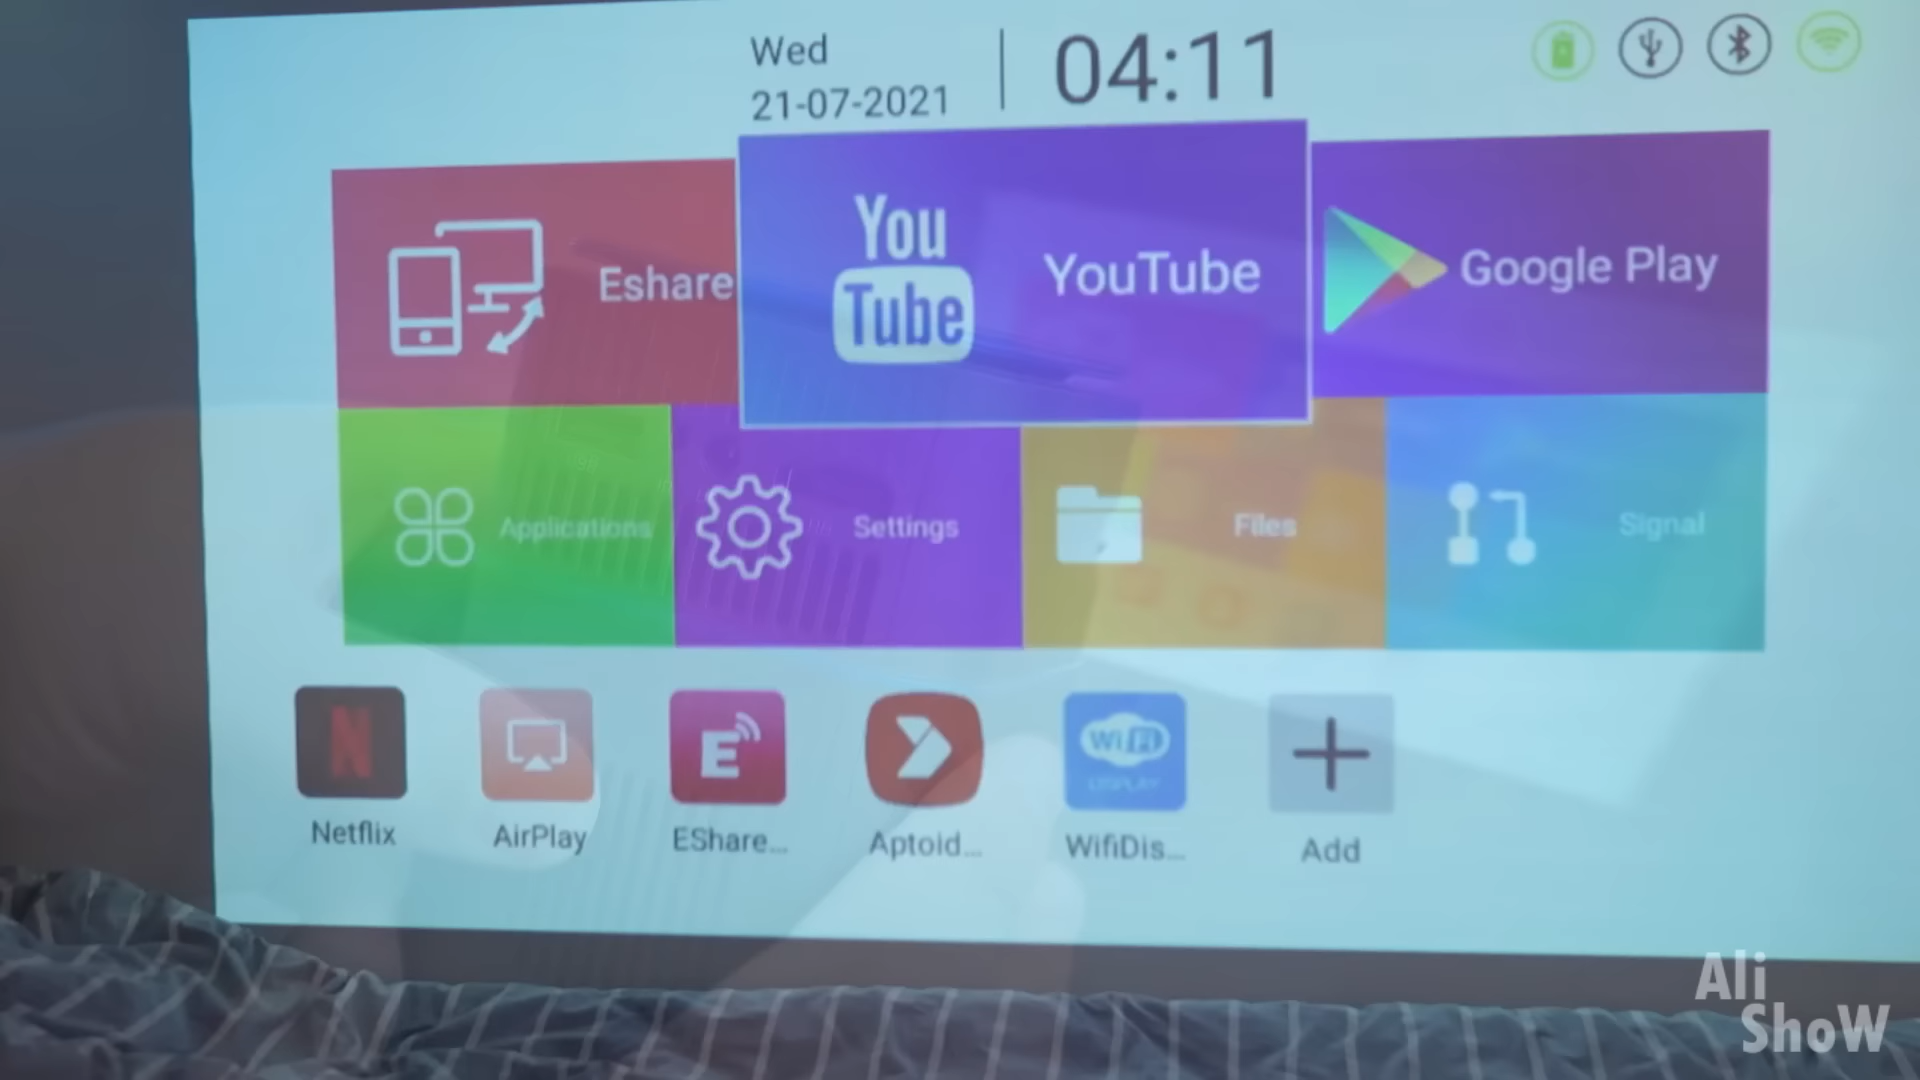 Wed
21-07-2021
04:11
Eshare
You
Tube
YouTube
Google Play
Applications
Settings
Files
Signal
N
E
WiFi
DISPLAY
Netflix
AirPlay
EShare...
Aptoid...
WifiDis...
Add
Ali
ShoW